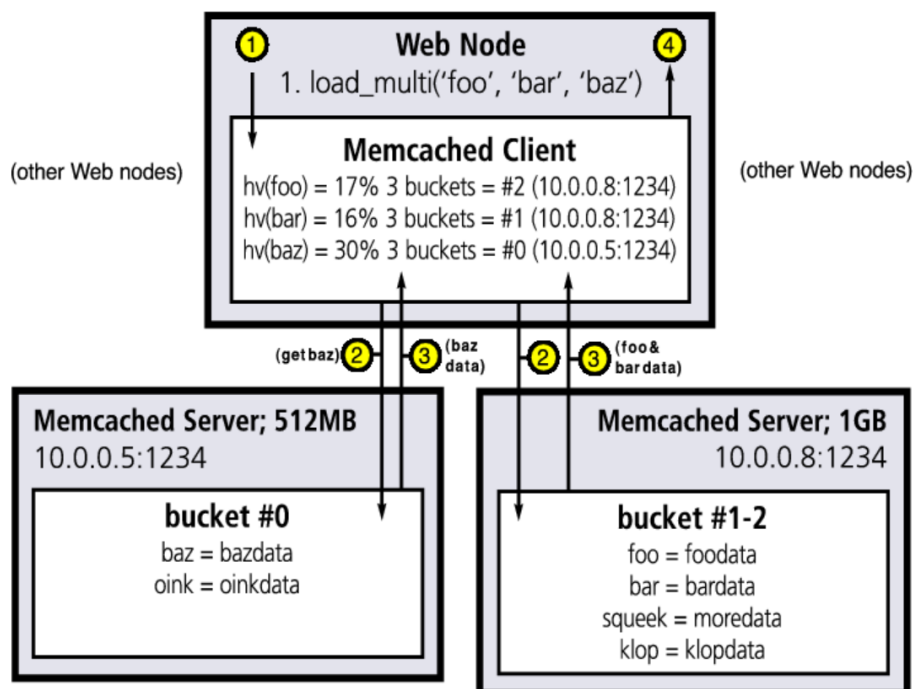 1
Web Node
4
1. load_multi(‘foo’, ‘bar’, ‘baz’)
(other Web nodes)
Memcached Client
hv(foo) = 17% 3 buckets = #2 (10.0.0.8:1234)
hv(bar) = 16% 3 buckets = #1 (10.0.0.8:1234)
hv(baz) = 30% 3 buckets = #0 (10.0.0.5:1234)
(other Web nodes)
(get baz)
2
3
(baz
data)
2
3
(foo &
bar data)
Memcached Server; 512MB
10.0.0.5:1234
bucket #0
baz = bazdata
oink = oinkdata
Memcached Server; 1GB
10.0.0.8:1234
bucket #1-2
foo = foodata
bar = bardata
squeek = moredata
klop = klopdata